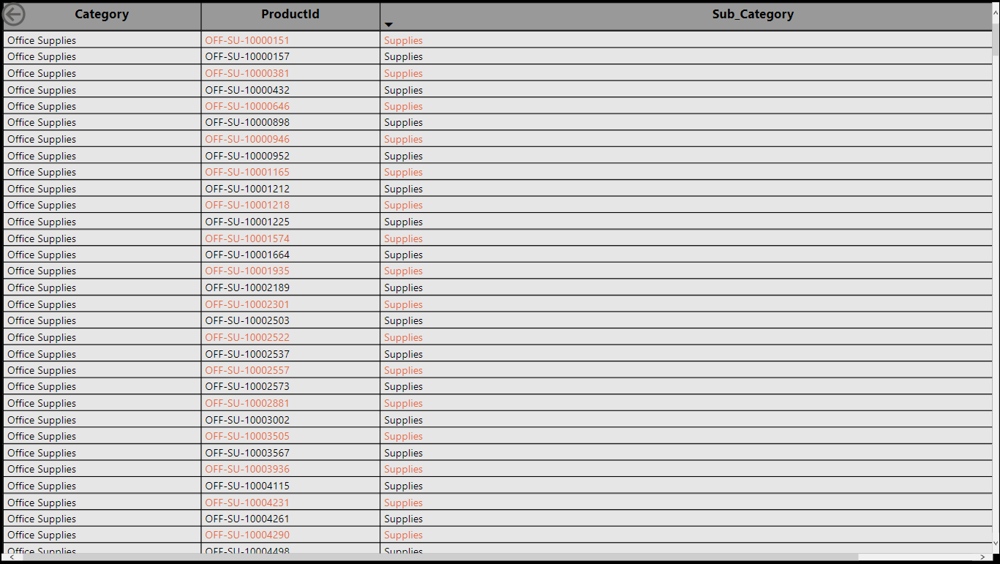 Category ProductId Sub_Category
Office Supplies OFF-SU-10000151 Supplies
Office Supplies OFF-SU-10000157 Supplies
Office Supplies OFF-SU-10000381 Supplies
Office Supplies OFF-SU-10000432 Supplies
Office Supplies OFF-SU-10000646 Supplies
Office Supplies OFF-SU-10000898 Supplies
Office Supplies OFF-SU-10000946 Supplies
Office Supplies OFF-SU-10000952 Supplies
Office Supplies OFF-SU-10001165 Supplies
Office Supplies OFF-SU-10001212 Supplies
Office Supplies OFF-SU-10001218 Supplies
Office Supplies OFF-SU-10001225 Supplies
Office Supplies OFF-SU-10001574 Supplies
Office Supplies OFF-SU-10001664 Supplies
Office Supplies OFF-SU-10001935 Supplies
Office Supplies OFF-SU-10002189 Supplies
Office Supplies OFF-SU-10002301 Supplies
Office Supplies OFF-SU-10002503 Supplies
Office Supplies OFF-SU-10002522 Supplies
Office Supplies OFF-SU-10002537 Supplies
Office Supplies OFF-SU-10002557 Supplies
Office Supplies OFF-SU-10002573 Supplies
Office Supplies OFF-SU-10002881 Supplies
Office Supplies OFF-SU-10003002 Supplies
Office Supplies OFF-SU-10003505 Supplies
Office Supplies OFF-SU-10003567 Supplies
Office Supplies OFF-SU-10003936 Supplies
Office Supplies OFF-SU-10004115 Supplies
Office Supplies OFF-SU-10004231 Supplies
Office Supplies OFF-SU-10004261 Supplies
Office Supplies OFF-SU-10004290 Supplies
Office Supplies OFF-SU-10004498 Supplies